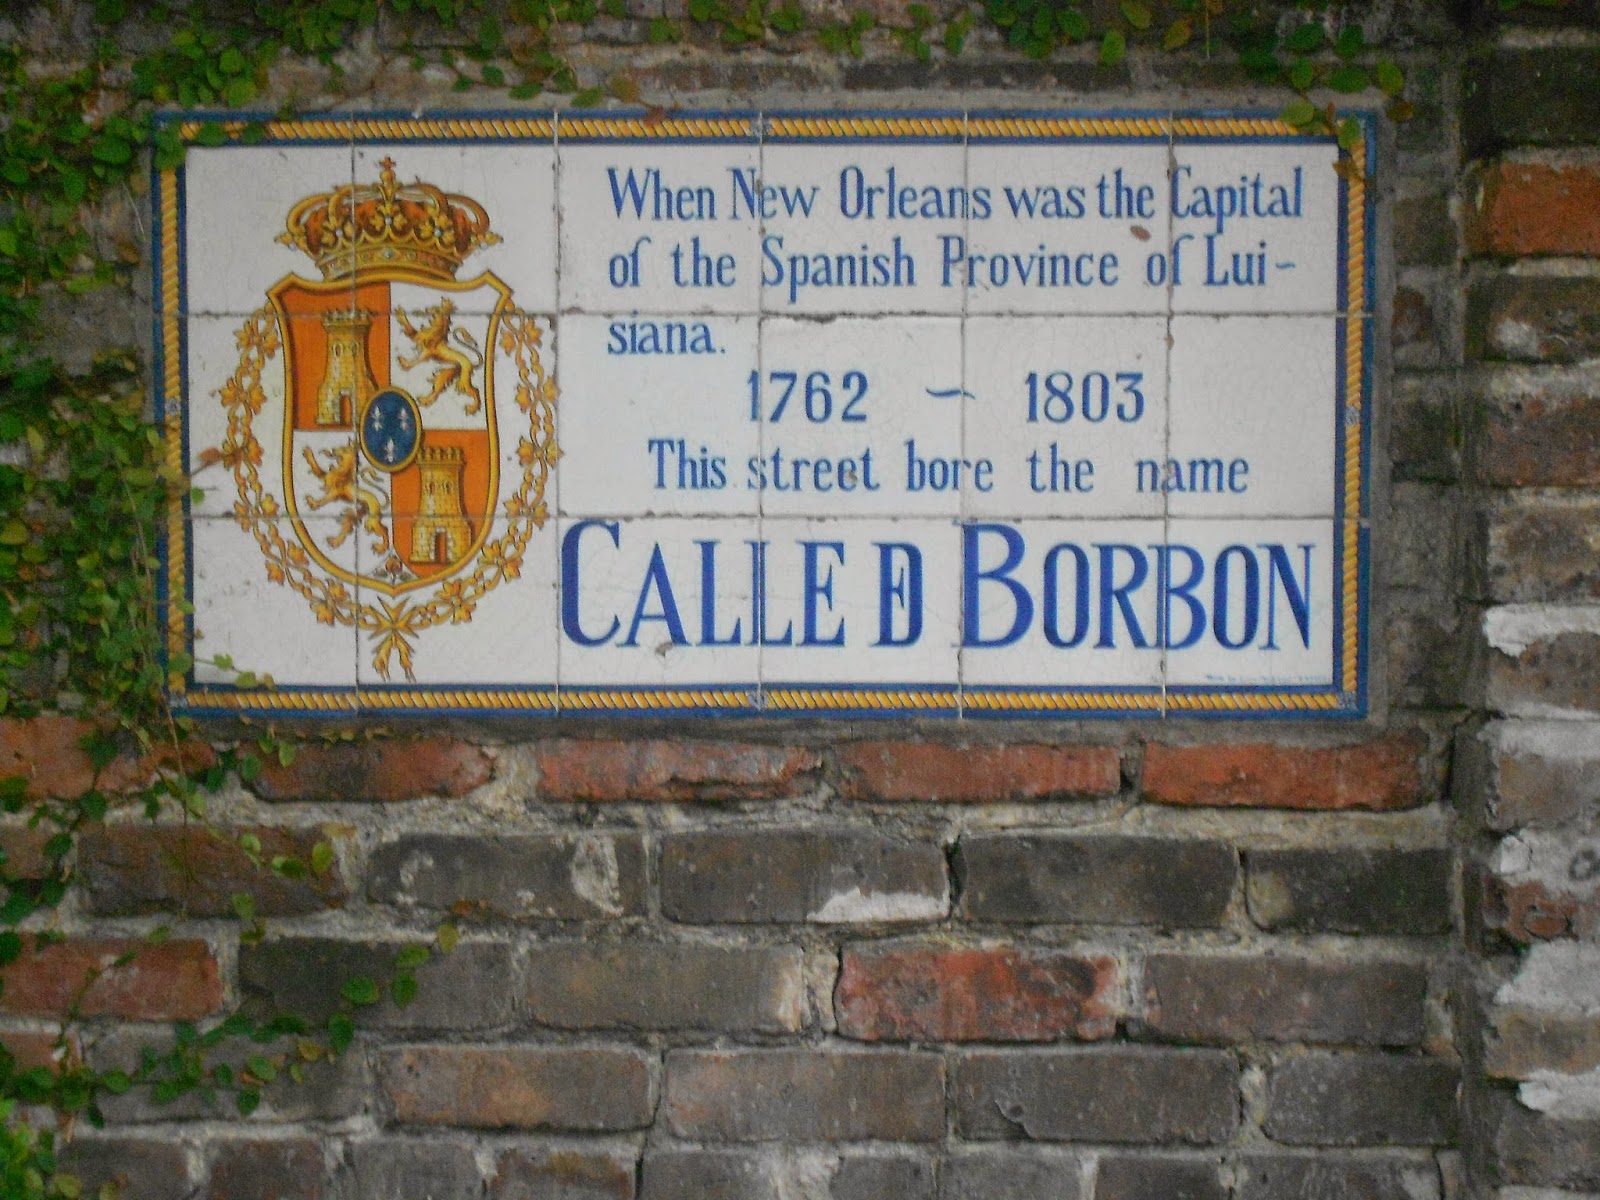 When New Orleans was the Capital
of the Spanish Province of Lui-
siana.
1762 ~ 1803
This street bore the name
CALLE DE BORBON